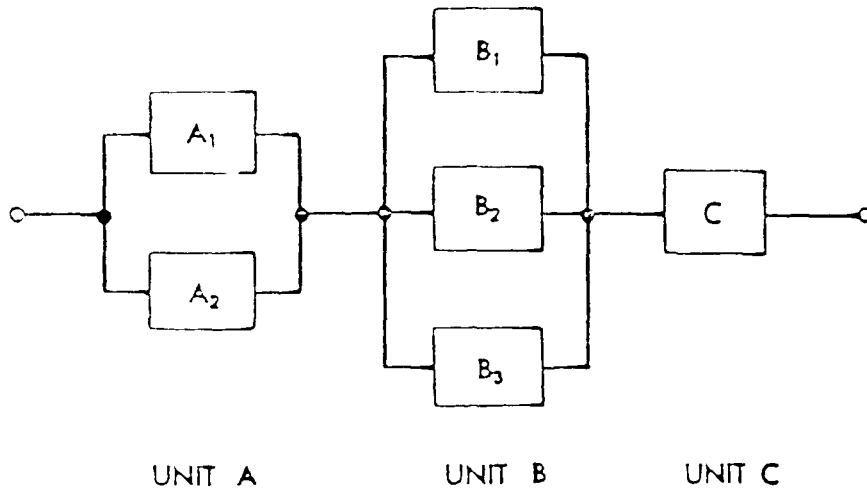 B₁
A₁
B₂
C
A₂
B₃
UNIT A UNIT B UNIT C